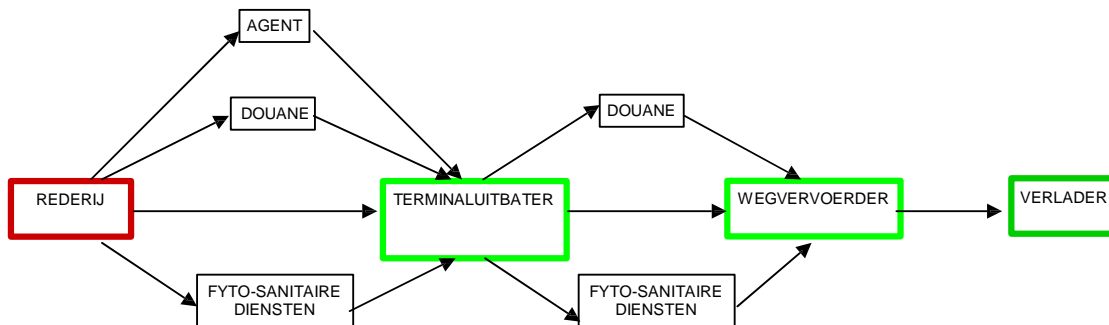 AGENT
DOUANE
DOUANE
REDERIJ
TERMINALUITBATER
WEGVERVOERDER
VERLADER
FYTO-SANITAIRE
DIENSTEN
FYTO-SANITAIRE
DIENSTEN